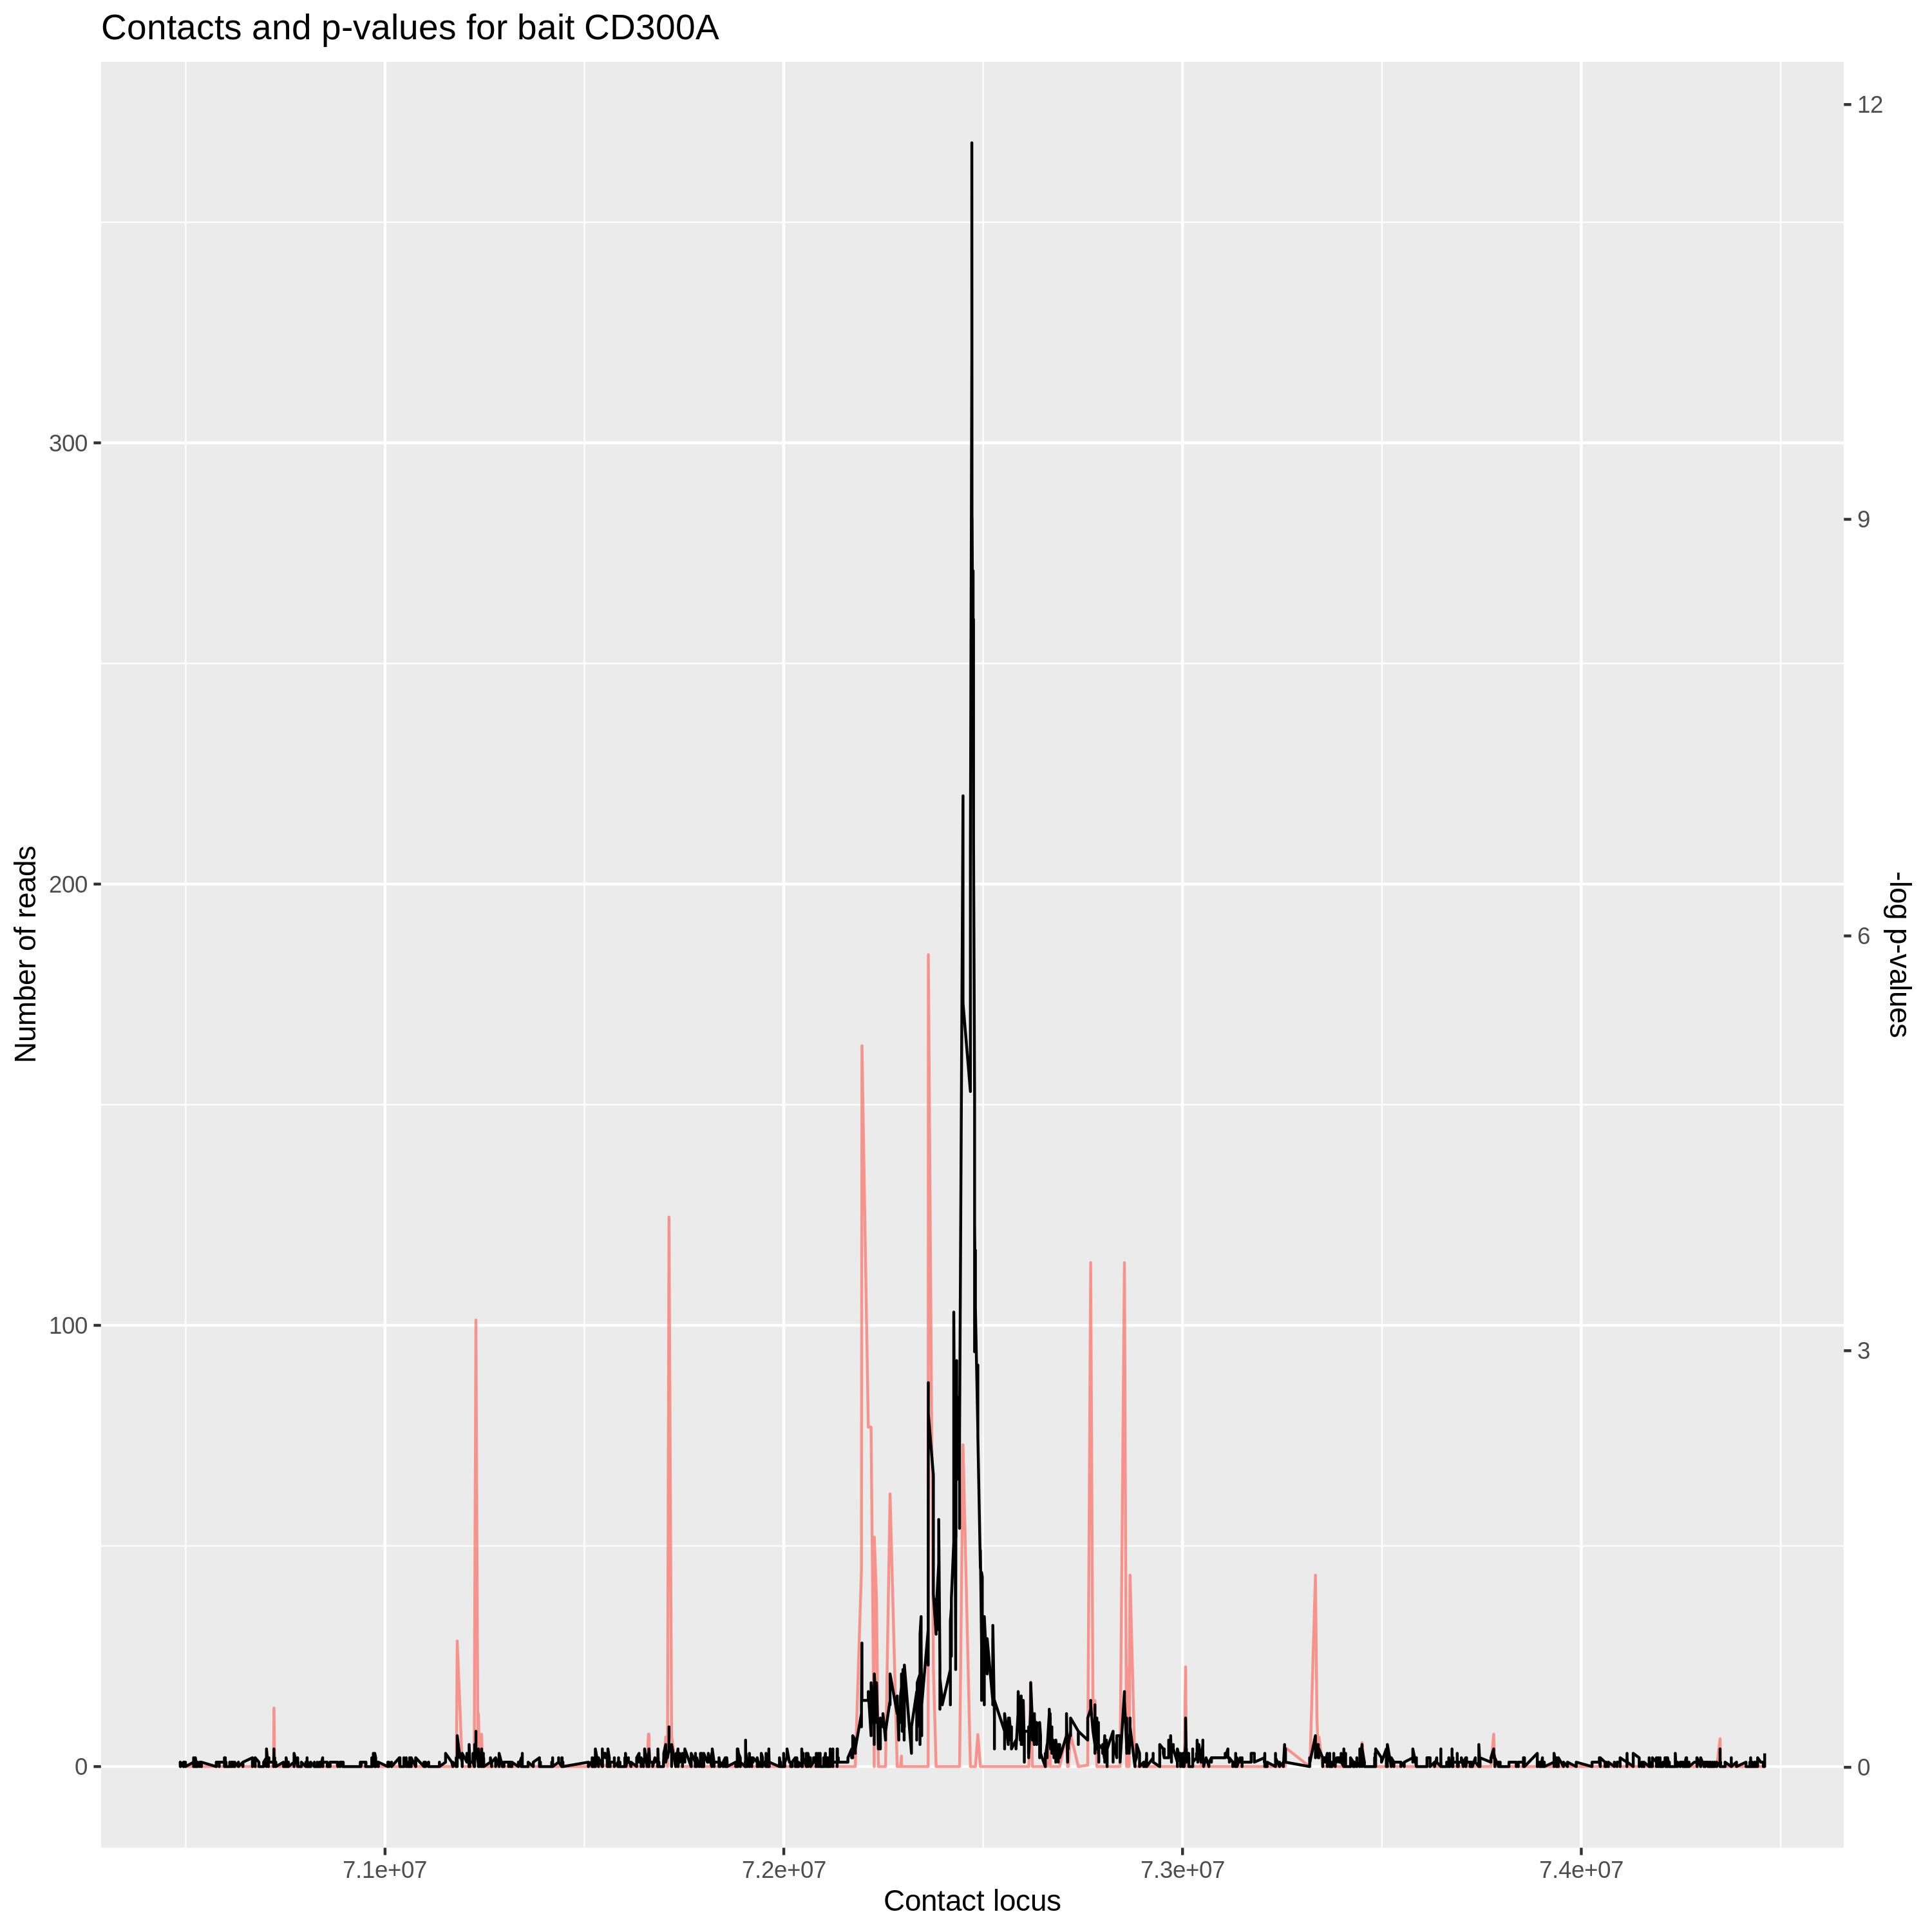 Contacts and p-values for bait CD300A
12
9
6
3
0
300
200
100
0
Number of reads
-log p-values
7.1e+07 7.2e+07 7.3e+07 7.4e+07
Contact locus